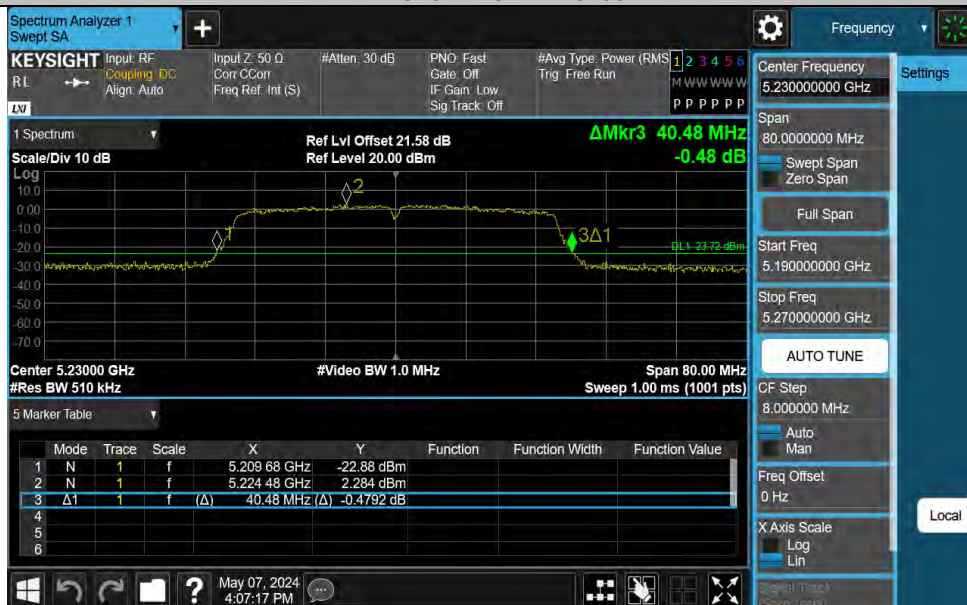 Spectrum Analyzer 1
Swept SA
+
Frequency
KEYSIGHT
Input: RF
Input Z: 50 Ω
#Atten: 30 dB
PNO: Fast
#Avg Type: Power (RMS
1 2 3 4 5 6
RL
Coupling: DC
Corr CCorr
Gate: Off
Trig: Free Run
M W W W W W
Align: Auto
Freq Ref: Int (S)
IF Gain: Low
LXI
Sig Track: Off
P P P P P P
Center Frequency
5.230000000 GHz
Settings
Span
80.0000000 MHz
Swept Span
Zero Span
Full Span
Start Freq
5.190000000 GHz
Stop Freq
5.270000000 GHz
AUTO TUNE
CF Step
8.000000 MHz
Auto
Man
Freq Offset
0 Hz
X Axis Scale
Log
Lin
Local
1 Spectrum
Ref Lvl Offset 21.58 dB
ΔMkr3 40.48 MHz
Scale/Div 10 dB
Ref Level 20.00 dBm
-0.48 dB
Log
10.0
0.00
-10.0
-20.0
-30.0
-40.0
-50.0
-60.0
-70.0
2
1
3Δ1
DL1 -23.72 dBm
Center 5.23000 GHz
#Video BW 1.0 MHz
Span 80.00 MHz
#Res BW 510 kHz
Sweep 1.00 ms (1001 pts)
5 Marker Table
Mode Trace Scale X Y Function Function Width Function Value
1 N 1 f 5.209 68 GHz -22.88 dBm
2 N 1 f 5.224 48 GHz 2.284 dBm
3 Δ1 1 f (Δ) 40.48 MHz (Δ) -0.4792 dB
4
5
6
?
May 07, 2024
4:07:17 PM